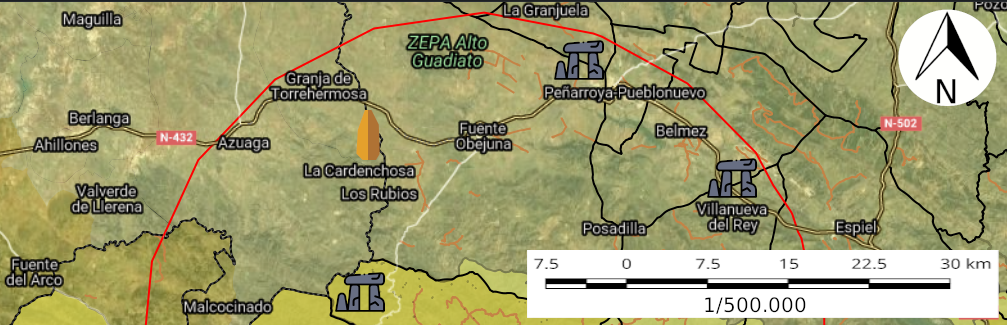 La Granjuela
Pozo
Maguilla
ZEPA Alto
Guadiato
N
Granja de
Torrehermosa
Peñarroya-Pueblonuevo
Berlanga
N-432
Fuente
Obejuna
Belmez
N-502
Ahillones
Azuaga
La Cardenchosa
Los Rubios
Valverde
de Llerena
Villanueva
del Rey
Posadilla
Espiel
Fuente
del Arco
Malcocinado
7.5 0 7.5 15 22.5 30 km
1/500.000